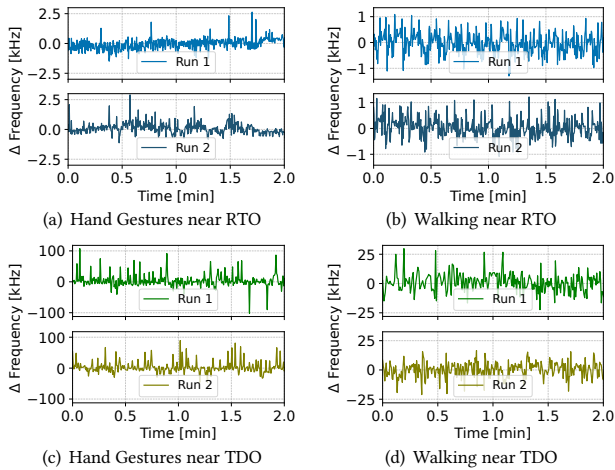 Δ Frequency [kHz]
2.5
0.0
−2.5
Run 1
2.5
0.0
−2.5
Run 2
0.0 0.5 1.0 1.5 2.0
Time [min]
(a) Hand Gestures near RTO
Δ Frequency [kHz]
1
0
−1
Run 1
1
0
−1
Run 2
0.0 0.5 1.0 1.5 2.0
Time [min]
(b) Walking near RTO
Δ Frequency [kHz]
100
0
−100
Run 1
100
0
−100
Run 2
0.0 0.5 1.0 1.5 2.0
Time [min]
(c) Hand Gestures near TDO
Δ Frequency [kHz]
25
0
−25
Run 1
25
0
−25
Run 2
0.0 0.5 1.0 1.5 2.0
Time [min]
(d) Walking near TDO